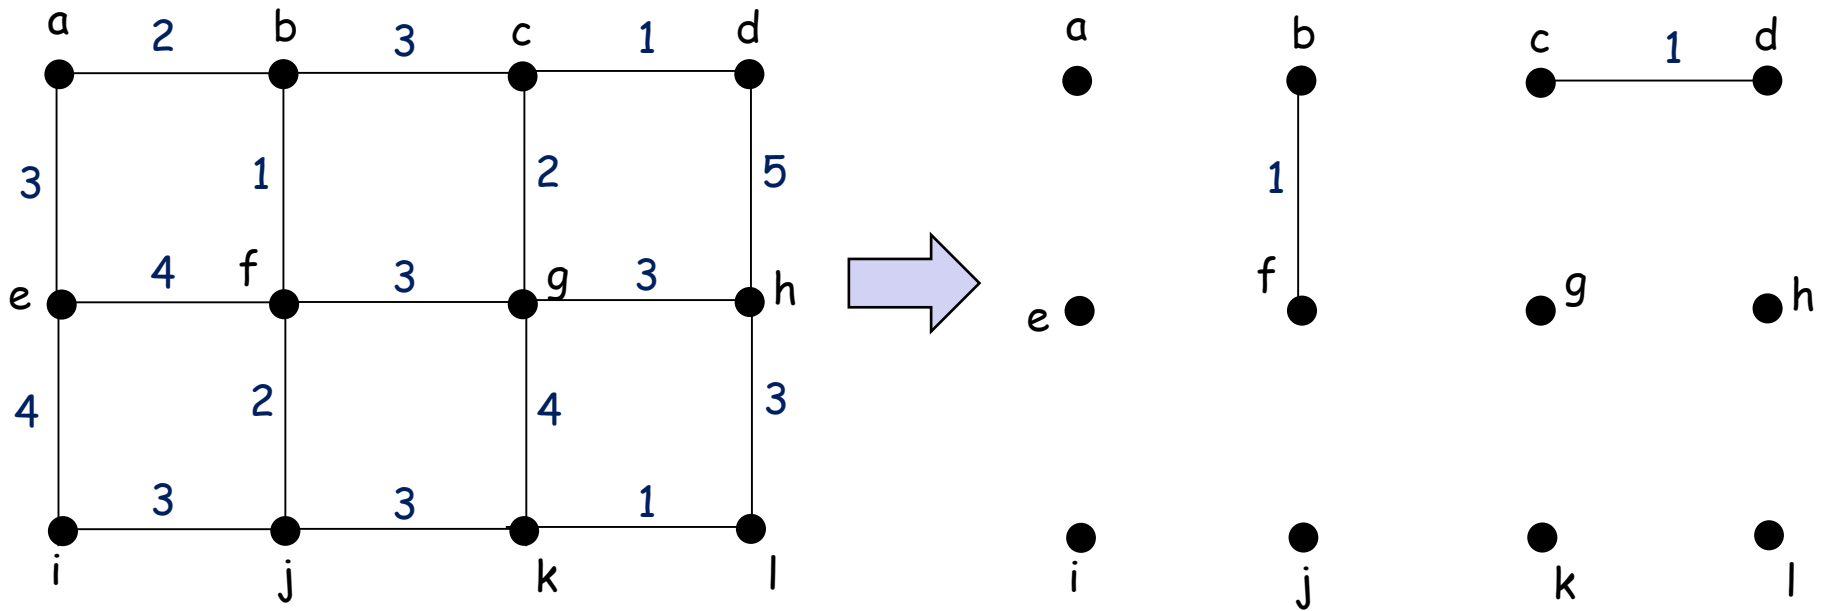 a 2 b 3 c 1 d
3 1 2 5
e 4 f 3 g 3 h
4 2 4 3
3 3 1
i j k l
a b c 1 d
1
e f g h
i j k l